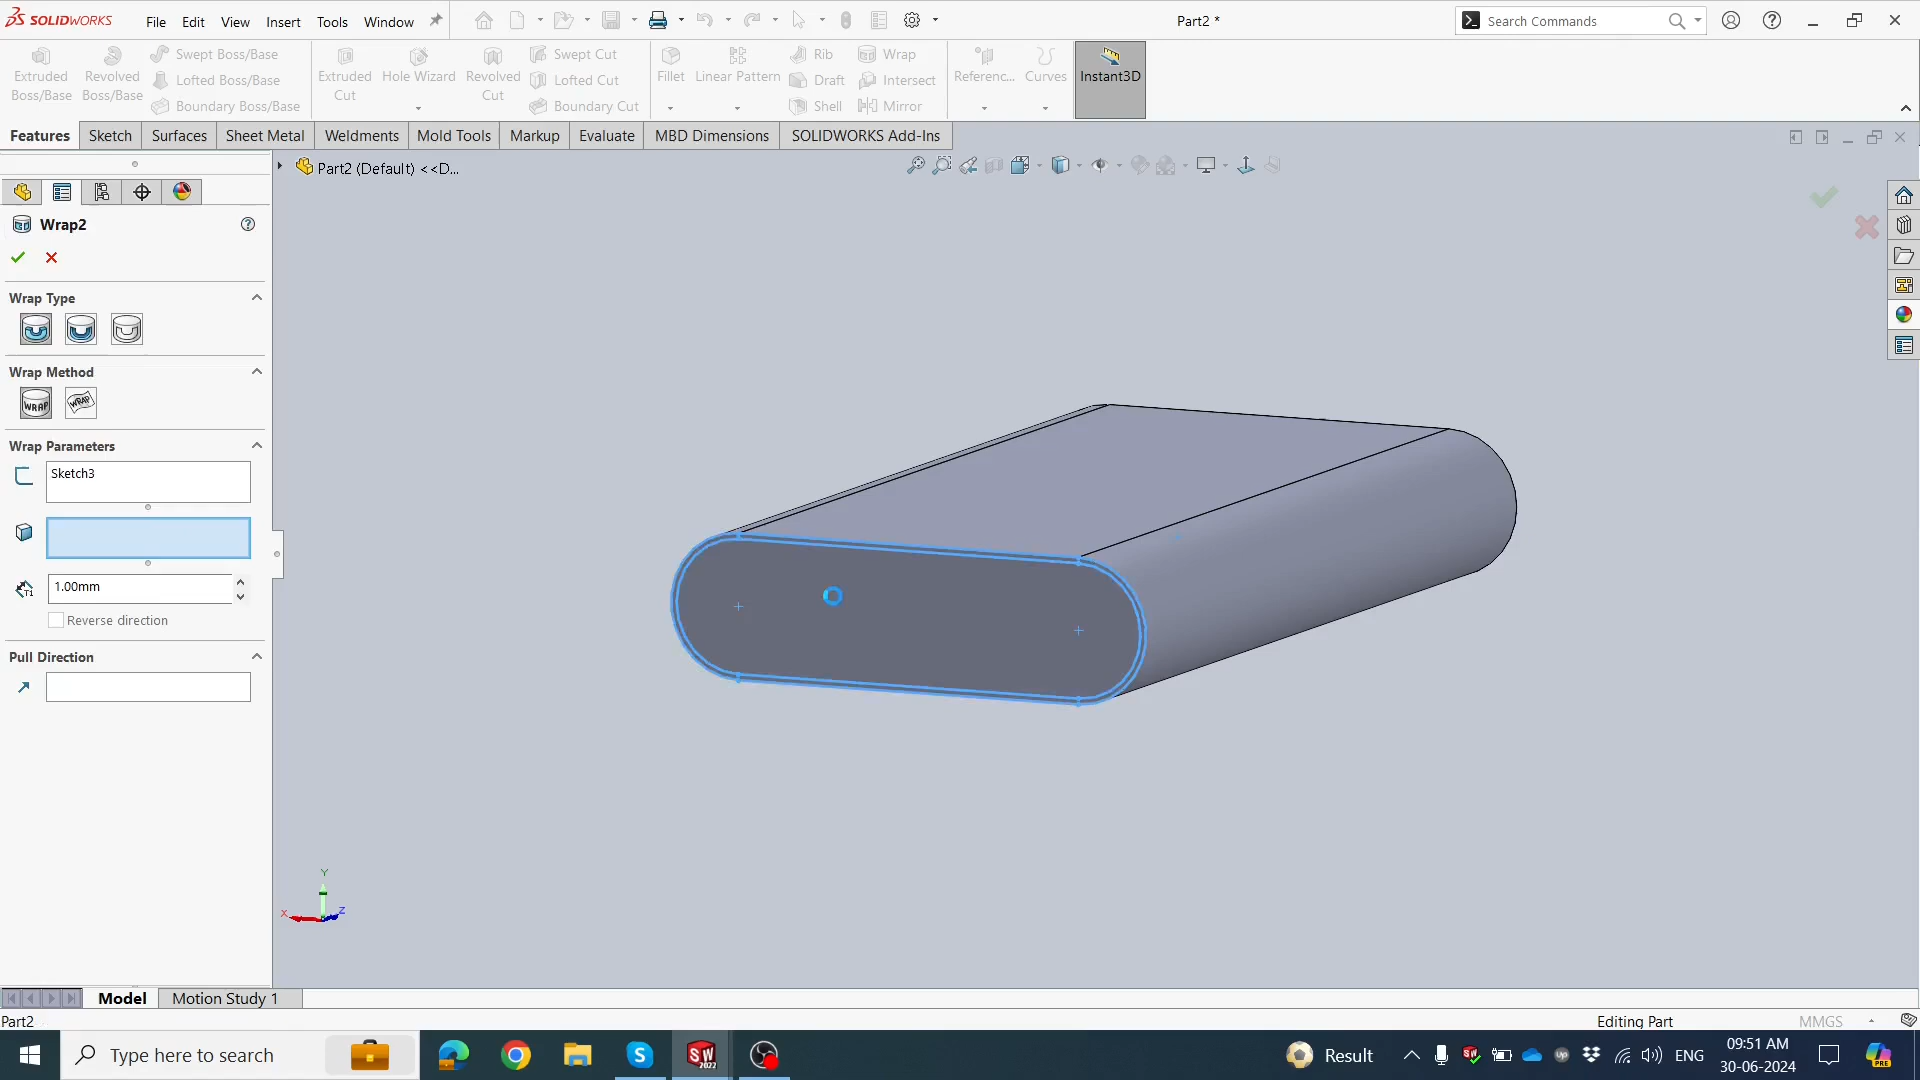 SOLIDWORKS File Edit View Insert Tools Window Part2 * Search Commands
Extruded Boss/Base
Revolved Boss/Base
Swept Boss/Base
Lofted Boss/Base
Boundary Boss/Base
Extruded Cut
Hole Wizard
Revolved Cut
Swept Cut
Lofted Cut
Boundary Cut
Fillet
Linear Pattern
Rib
Draft
Shell
Wrap
Intersect
Mirror
Referenc...
Curves
Instant3D
Features Sketch Surfaces Sheet Metal Weldments Mold Tools Markup Evaluate MBD Dimensions SOLIDWORKS Add-Ins
Part2 (Default) <<D...
Wrap2
Wrap Type
Wrap Method
WRAP WRAP
Wrap Parameters
Sketch3
1.00mm
Reverse direction
Pull Direction
Y
X Z
Model Motion Study 1
Part2 Editing Part MMGS
Type here to search
SW 2022
Result
ENG
09:51 AM
30-06-2024
PRE